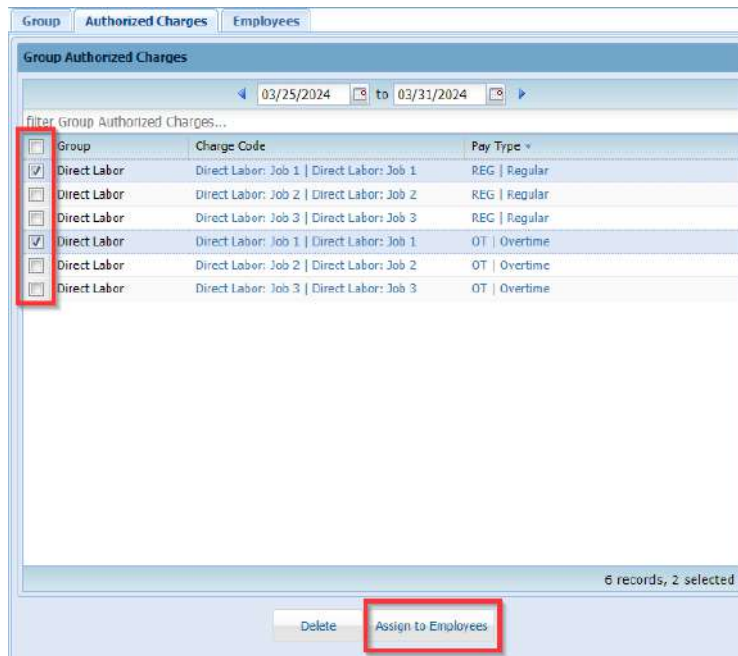 Group Authorized Charges Employees
Group Authorized Charges
03/25/2024 to 03/31/2024
filter Group Authorized Charges...
Group Charge Code Pay Type
Direct Labor Direct Labor: Job 1 | Direct Labor: Job 1 REG | Regular
Direct Labor Direct Labor: Job 2 | Direct Labor: Job 2 REG | Regular
Direct Labor Direct Labor: Job 3 | Direct Labor: Job 3 REG | Regular
Direct Labor Direct Labor: Job 1 | Direct Labor: Job 1 OT | Overtime
Direct Labor Direct Labor: Job 2 | Direct Labor: Job 2 OT | Overtime
Direct Labor Direct Labor: Job 3 | Direct Labor: Job 3 OT | Overtime
6 records, 2 selected
Delete Assign to Employees